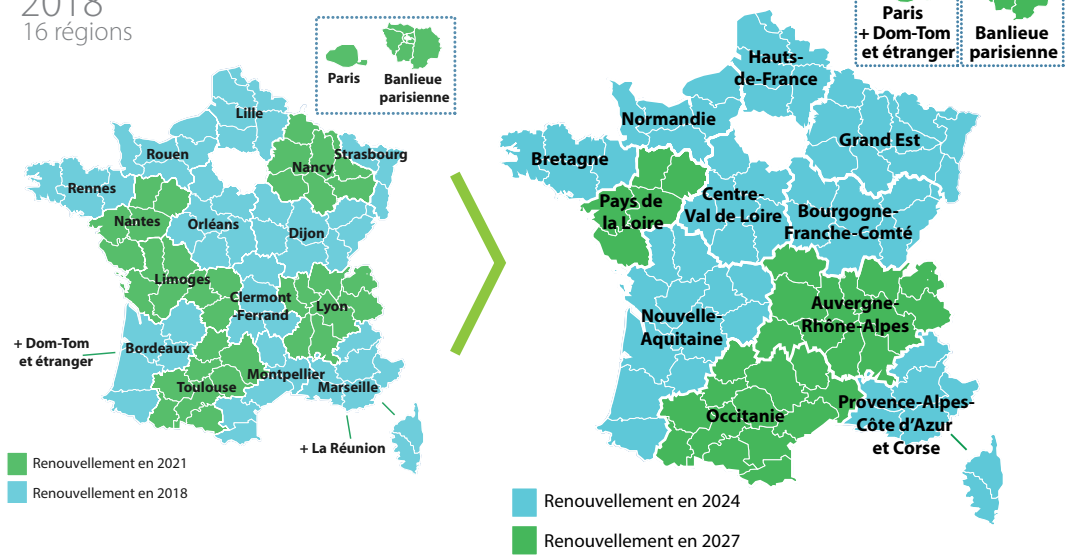 2018
16 régions
Paris
Banlieue
parisienne
Lille
Rouen
Nancy
Strasbourg
Rennes
Nantes
Orléans
Dijon
Limoges
Clermont
-Ferrand
Lyon
+ Dom-Tom
et étranger
Bordeaux
Toulouse
Montpellier
Marseille
+ La Réunion
Renouvellement en 2021
Renouvellement en 2018
Paris
+ Dom-Tom
et étranger
Banlieue
parisienne
Hauts-
de-France
Normandie
Grand Est
Bretagne
Pays de
la Loire
Centre-
Val de Loire
Bourgogne-
Franche-Comté
Nouvelle-
Aquitaine
Auvergne-
Rhône-Alpes
Occitanie
Provence-Alpes-
Côte d’Azur
et Corse
Renouvellement en 2024
Renouvellement en 2027